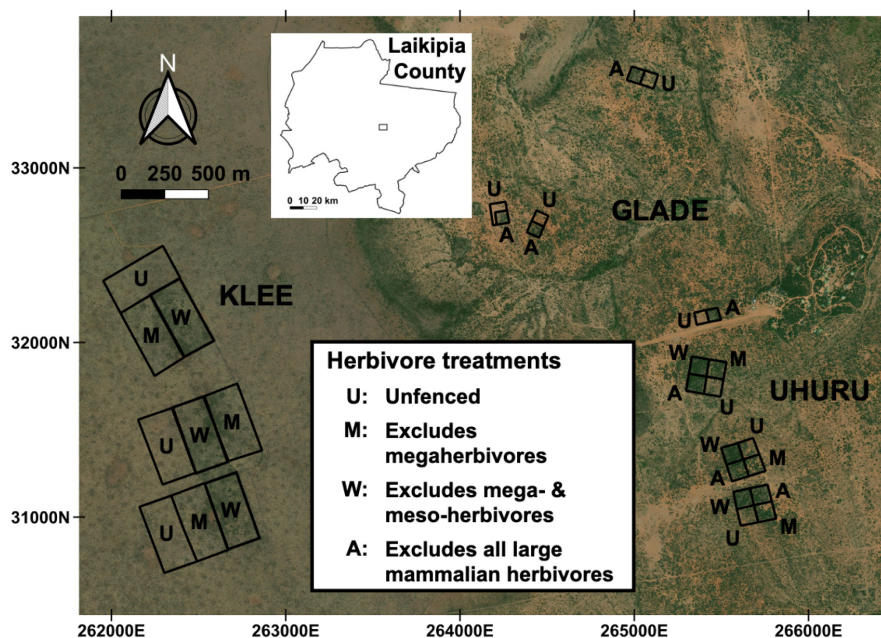 Laikipia
County
0 10 20 km
N
0 250 500 m
33000N
32000N
31000N
262000E
263000E
264000E
265000E
266000E
KLEE
U
M
W
U
W
M
U
M
W
GLADE
A
U
U
A
U
A
U
A
UHURU
W
M
A
U
W
U
A
M
W
A
U
M
Herbivore treatments
U: Unfenced
M: Excludes
megaherbivores
W: Excludes mega- &
meso-herbivores
A: Excludes all large
mammalian herbivores